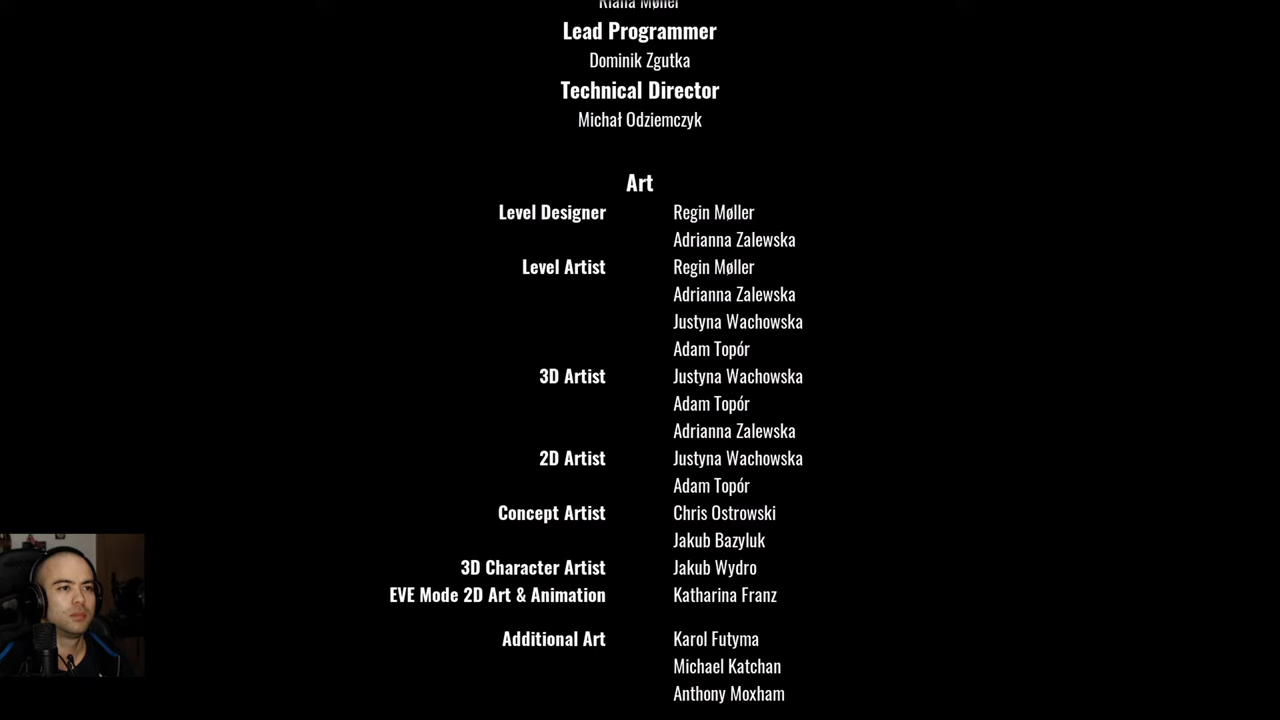 Møller
Lead Programmer
Dominik Zgutka
Technical Director
Michał Odziemczyk
Art
Level Designer Regin Møller
Adrianna Zalewska
Level Artist Regin Møller
Adrianna Zalewska
Justyna Wachowska
Adam Topór
3D Artist Justyna Wachowska
Adam Topór
Adrianna Zalewska
2D Artist Justyna Wachowska
Adam Topór
Concept Artist Chris Ostrowski
Jakub Bazyluk
3D Character Artist Jakub Wydro
EVE Mode 2D Art & Animation Katharina Franz
Additional Art Karol Futyma
Michael Katchan
Anthony Moxham